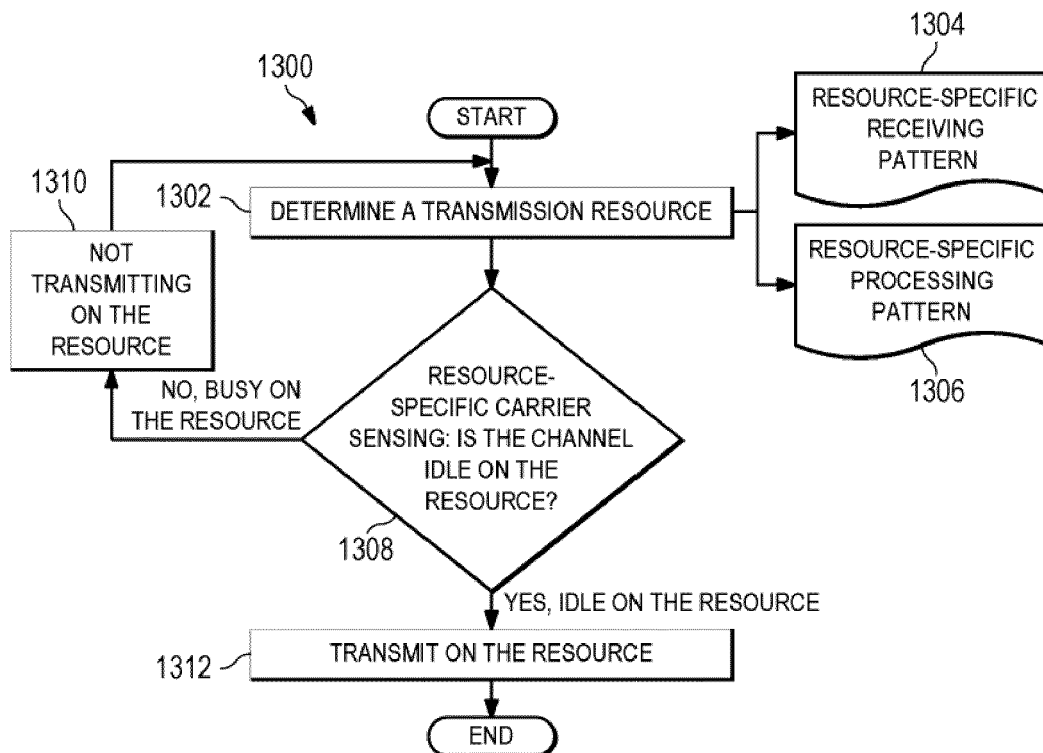 1300
START
1304
RESOURCE-SPECIFIC
RECEIVING
PATTERN
1310
1302
DETERMINE A TRANSMISSION RESOURCE
NOT
TRANSMITTING
ON THE
RESOURCE
RESOURCE-SPECIFIC
PROCESSING
PATTERN
1306
NO, BUSY ON
THE RESOURCE
RESOURCE-
SPECIFIC CARRIER
SENSING: IS THE CHANNEL
IDLE ON THE
RESOURCE?
1308
YES, IDLE ON THE RESOURCE
1312
TRANSMIT ON THE RESOURCE
END